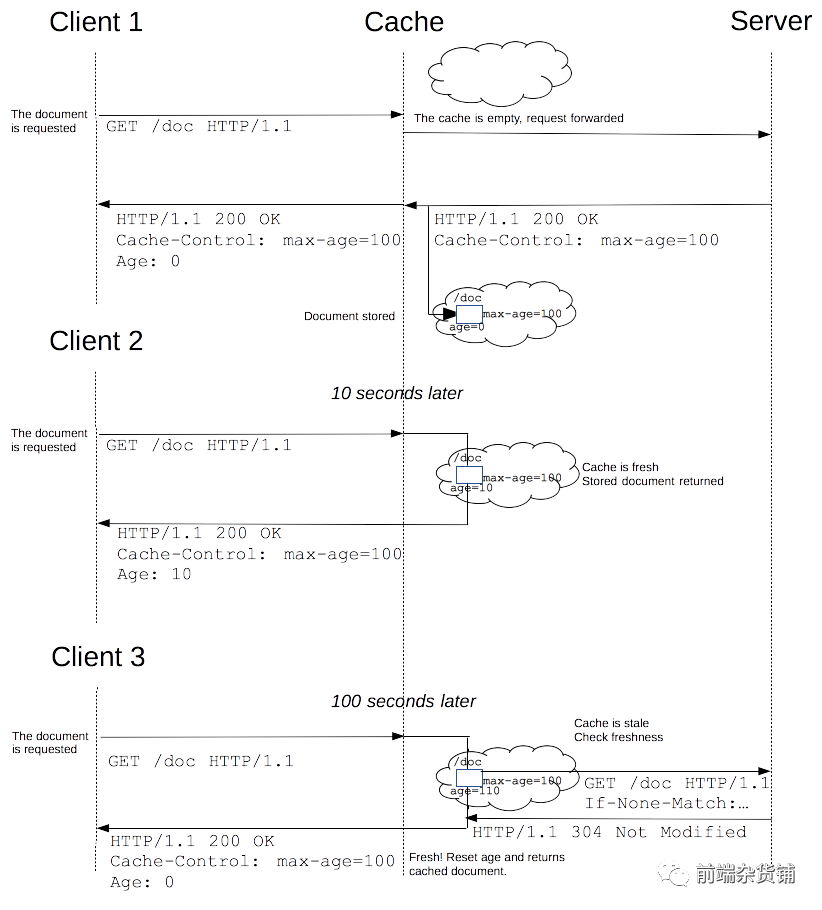 Client 1
Cache
Server
The document
is requested
GET /doc HTTP/1.1
The cache is empty, request forwarded
HTTP/1.1 200 OK
Cache-Control: max-age=100
Age: 0
HTTP/1.1 200 OK
Cache-Control: max-age=100
Document stored
/doc
max-age=100
age=0
Client 2
10 seconds later
The document
is requested
GET /doc HTTP/1.1
/doc
max-age=100
age=10
Cache is fresh
Stored document returned
HTTP/1.1 200 OK
Cache-Control: max-age=100
Age: 10
Client 3
100 seconds later
The document
is requested
GET /doc HTTP/1.1
Cache is stale
Check freshness
/doc
max-age=100
age=110
GET /doc HTTP/1.1
If-None-Match:…
HTTP/1.1 304 Not Modified
HTTP/1.1 200 OK
Cache-Control: max-age=100
Age: 0
Fresh! Reset age and returns
cached document.
前端杂货铺